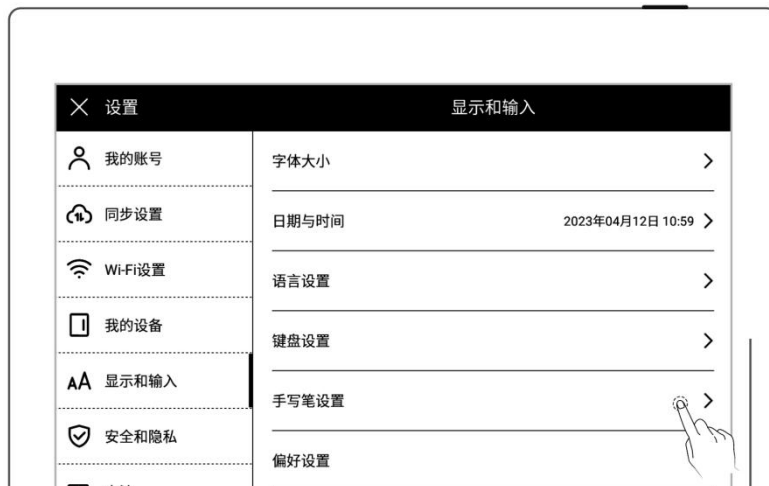 设置
显示和输入
我的账号
同步设置
Wi-Fi设置
我的设备
AA 显示和输入
安全和隐私
字体大小
日期与时间 2023年04月12日 10:59
语言设置
键盘设置
手写笔设置
偏好设置